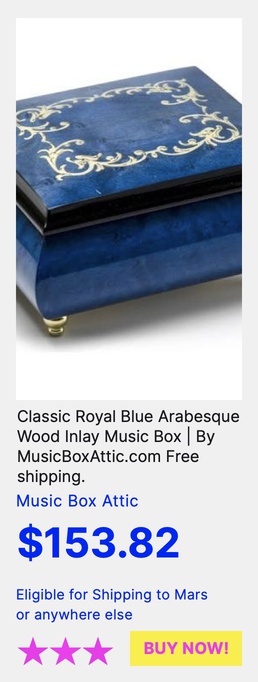 Classic Royal Blue Arabesque
Wood Inlay Music Box | By
MusicBoxAttic.com Free
shipping.
Music Box Attic
$153.82
Eligible for Shipping to Mars
or anywhere else
BUY NOW!